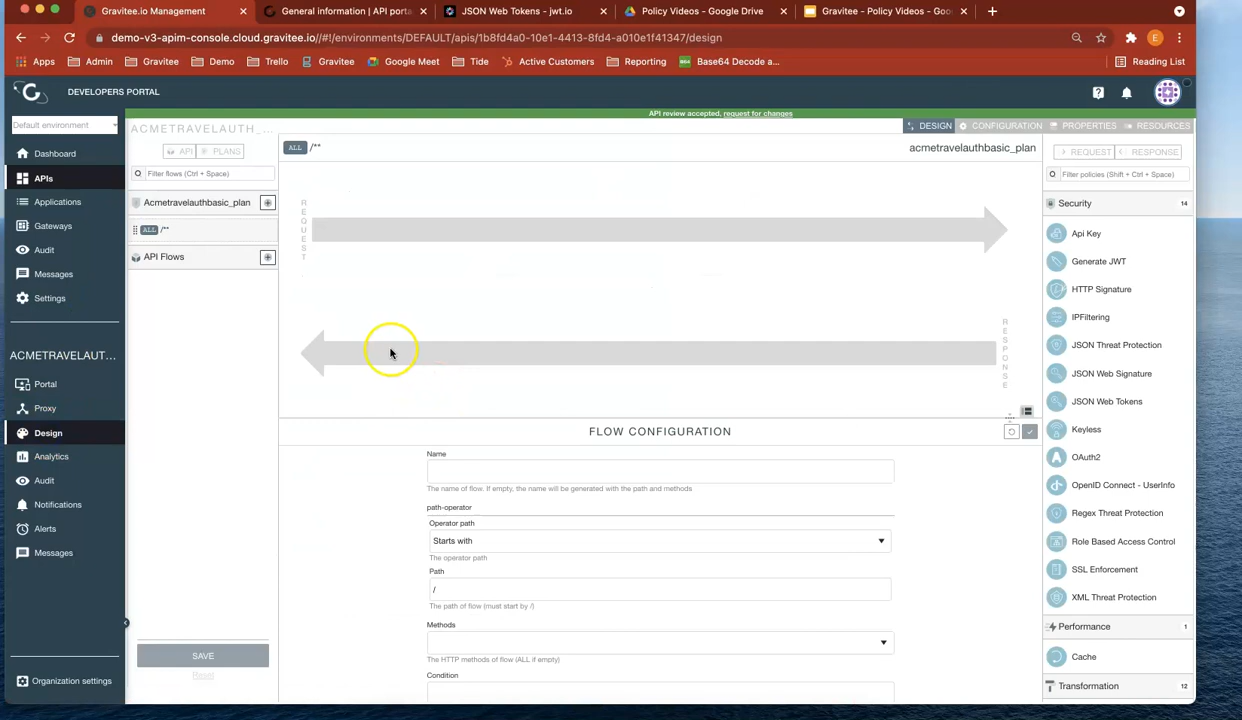 Gravitee.io Management
General information | API porta
JSON Web Tokens - jwt.io
Policy Videos - Google Drive
Gravitee - Policy Videos - Goo
demo-v3-apim-console.cloud.gravitee.io//#!/environments/DEFAULT/apis/1b8fd4a0-10e1-4413-8fd4-a010e1f41347/design
E
Apps
Admin
Gravitee
Demo
Trello
Gravitee
Google Meet
Tide
Active Customers
Reporting
Base64 Decode a...
Reading List
DEVELOPERS PORTAL
API review accepted, request for changes
Default environment
ACMETRAVELAUTH_...
DESIGN
CONFIGURATION
PROPERTIES
RESOURCES
Dashboard
APIs
Applications
Gateways
Audit
Messages
Settings
ACMETRAVELAUT...
Portal
Proxy
Design
Analytics
Audit
Notifications
Alerts
Messages
Organization settings
API
PLANS
Filter flows (Ctrl + Space)
Acmetravelauthbasic_plan
ALL /**
API Flows
SAVE
Reset
ALL /**
acmetravelauthbasic_plan
REQUEST
RESPONSE
FLOW CONFIGURATION
Name
The name of flow. If empty, the name will be generated with the path and methods
path-operator
Operator path
Starts with
The operator path
Path
/
The path of flow (must start by /)
Methods
The HTTP methods of flow (ALL if empty)
Condition
REQUEST
RESPONSE
Filter policies (Shift + Ctrl + Space)
Security 14
Api Key
Generate JWT
HTTP Signature
IPFiltering
JSON Threat Protection
JSON Web Signature
JSON Web Tokens
Keyless
OAuth2
OpenID Connect - UserInfo
Regex Threat Protection
Role Based Access Control
SSL Enforcement
XML Threat Protection
Performance 1
Cache
Transformation 12